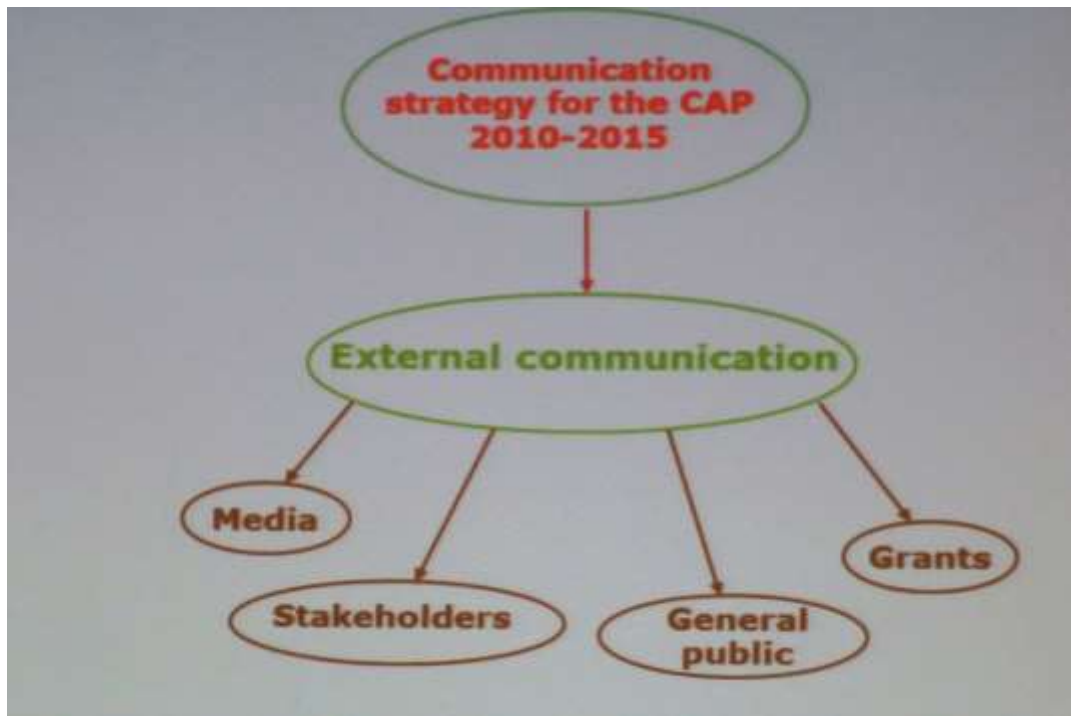 Communication
strategy for the CAP
2010-2015
External communication
Media
Grants
Stakeholders
General
public